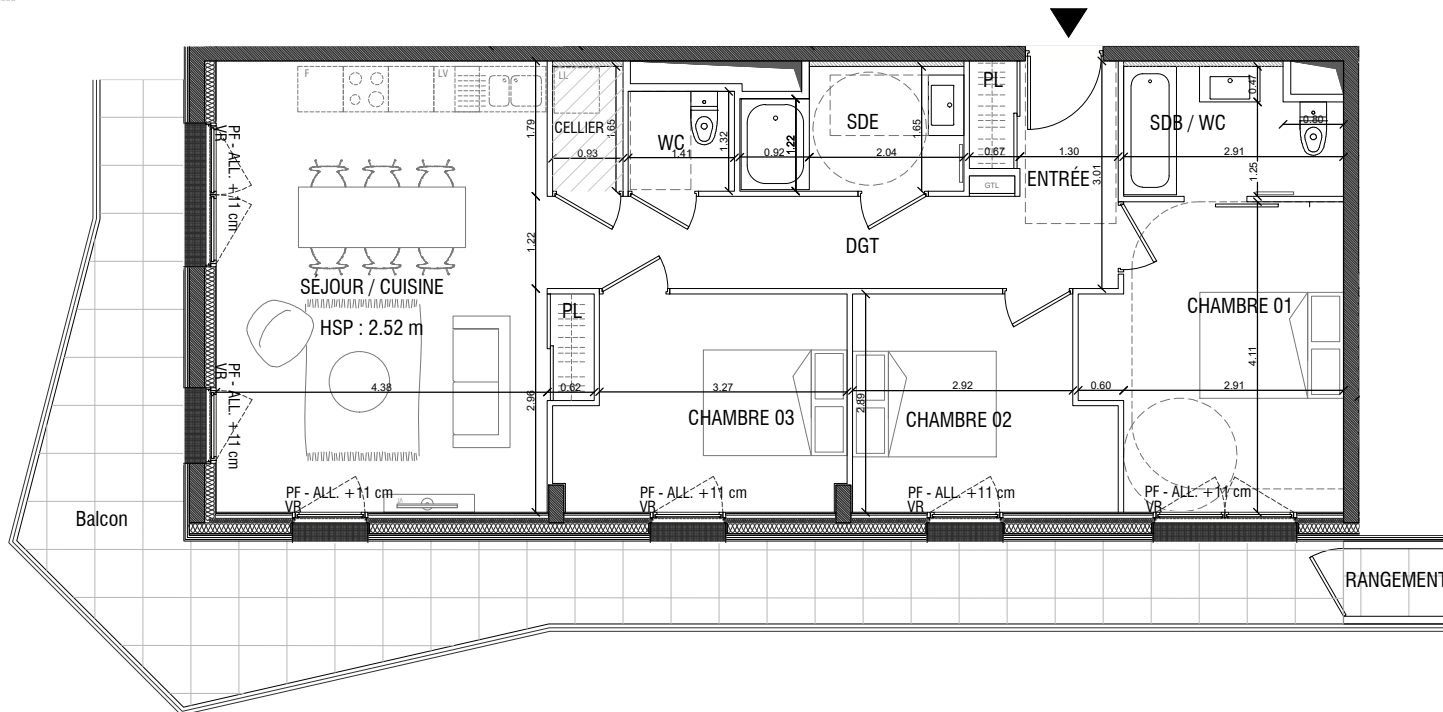 F
LV
LL
PL
CELLIER
WC
SDE
SDB / WC
0.47
0.80
1.79
1.65
1.32
1.22
1.65
0.93
1.41
0.92
2.04
0.67
1.30
2.91
1.25
3.01
GTL
ENTRÉE
PF - ALL. +11 cm
VR
1.22
DGT
SÉJOUR / CUISINE
HSP : 2.52 m
PL
CHAMBRE 01
PF - ALL. +11 cm
VR
4.38
2.96
0.62
3.27
2.89
2.92
0.60
2.91
4.11
CHAMBRE 03
CHAMBRE 02
PF - ALL. +11 cm
VR
PF - ALL. +11 cm
VR
PF - ALL. +11 cm
VR
PF - ALL. +11 cm
VR
Balcon
RANGEMENT